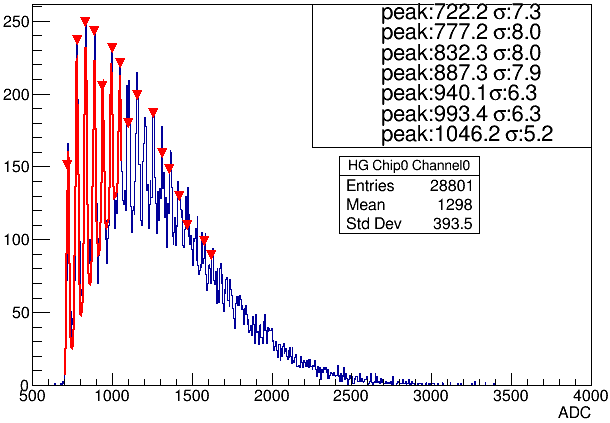 peak:722.2 σ:7.3
peak:777.2 σ:8.0
peak:832.3 σ:8.0
peak:887.3 σ:7.9
peak:940.1σ:6.3
peak:993.4 σ:6.3
peak:1046.2 σ:5.2
HG Chip0 Channel0
Entries 28801
Mean 1298
Std Dev 393.5
250
200
150
100
50
0
500 1000 1500 2000 2500 3000 3500 4000
ADC